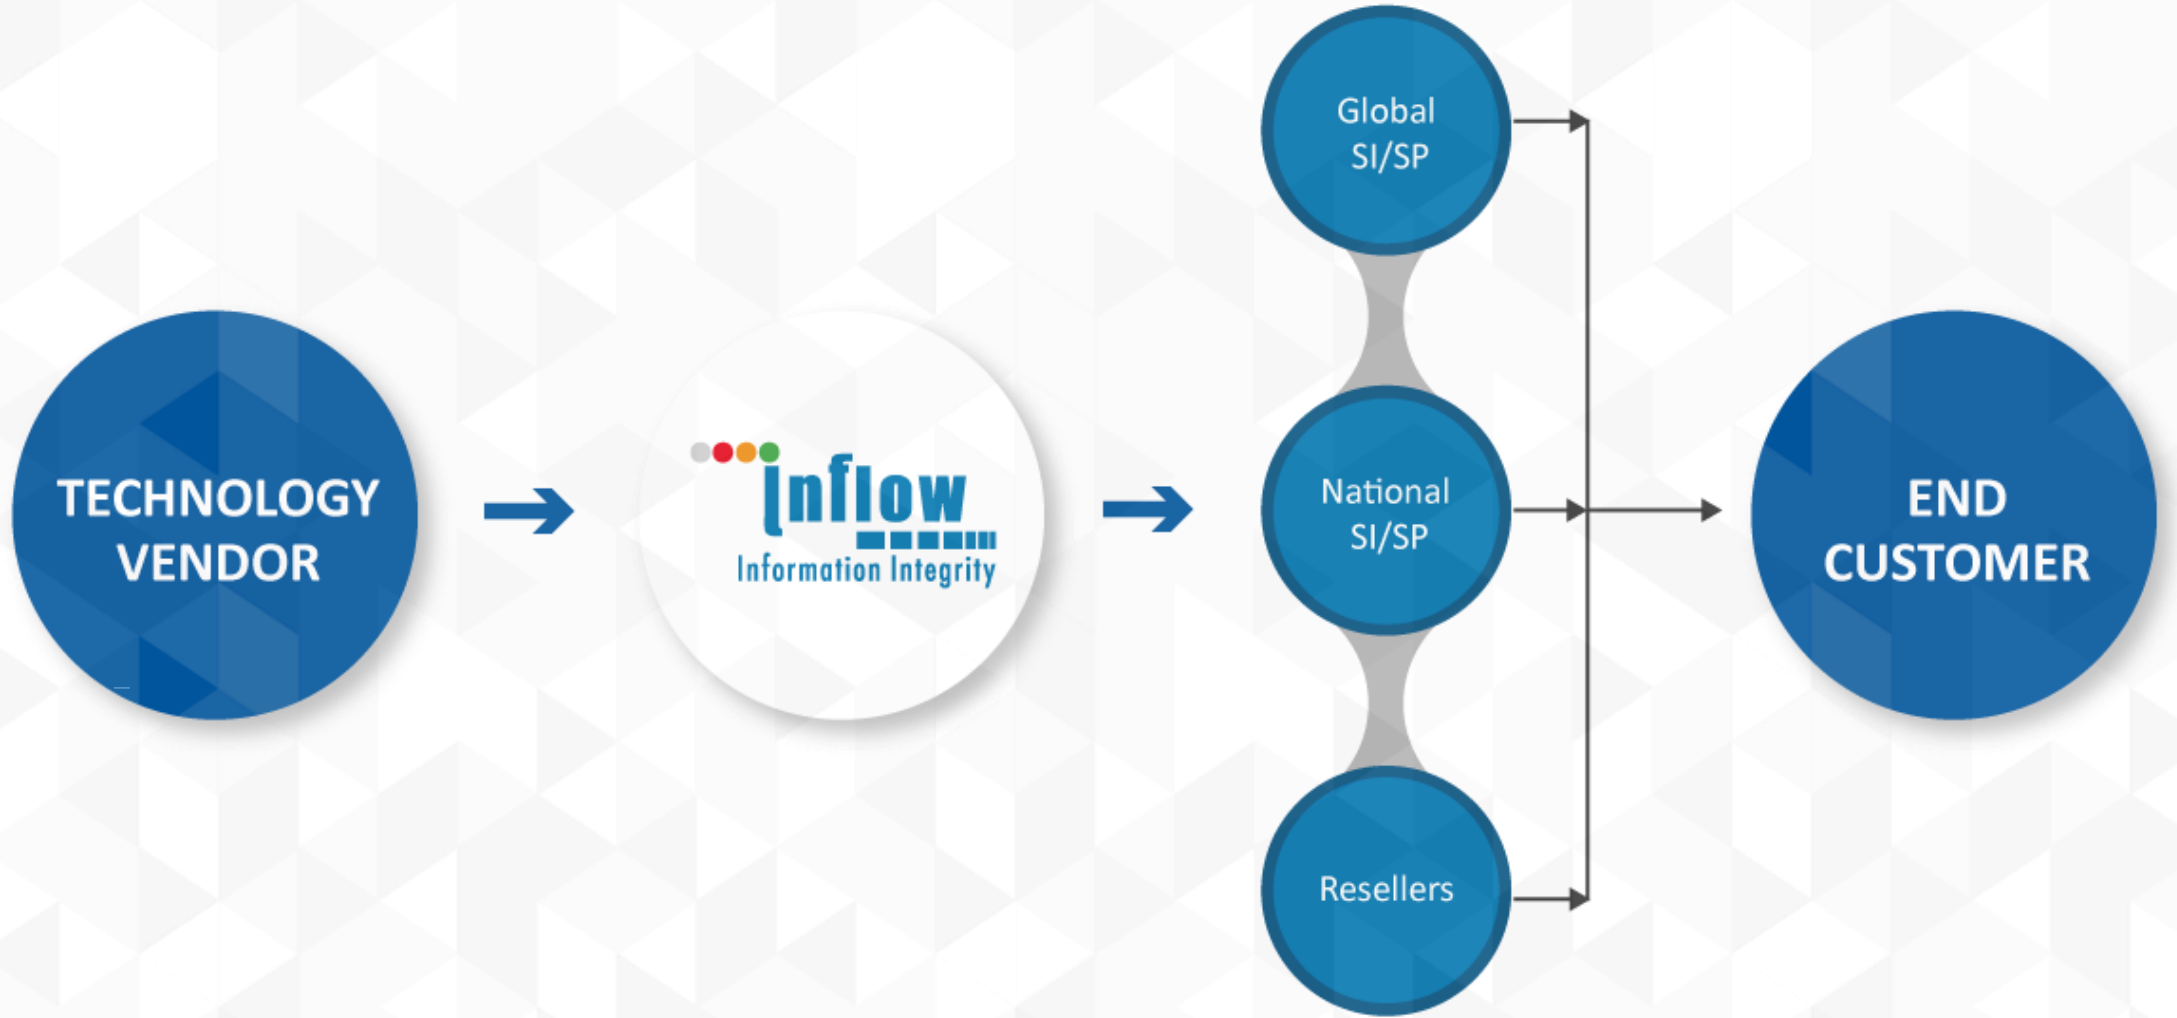 TECHNOLOGY
VENDOR
Inflow
Information Integrity
Global
SI/SP
National
SI/SP
Resellers
END
CUSTOMER